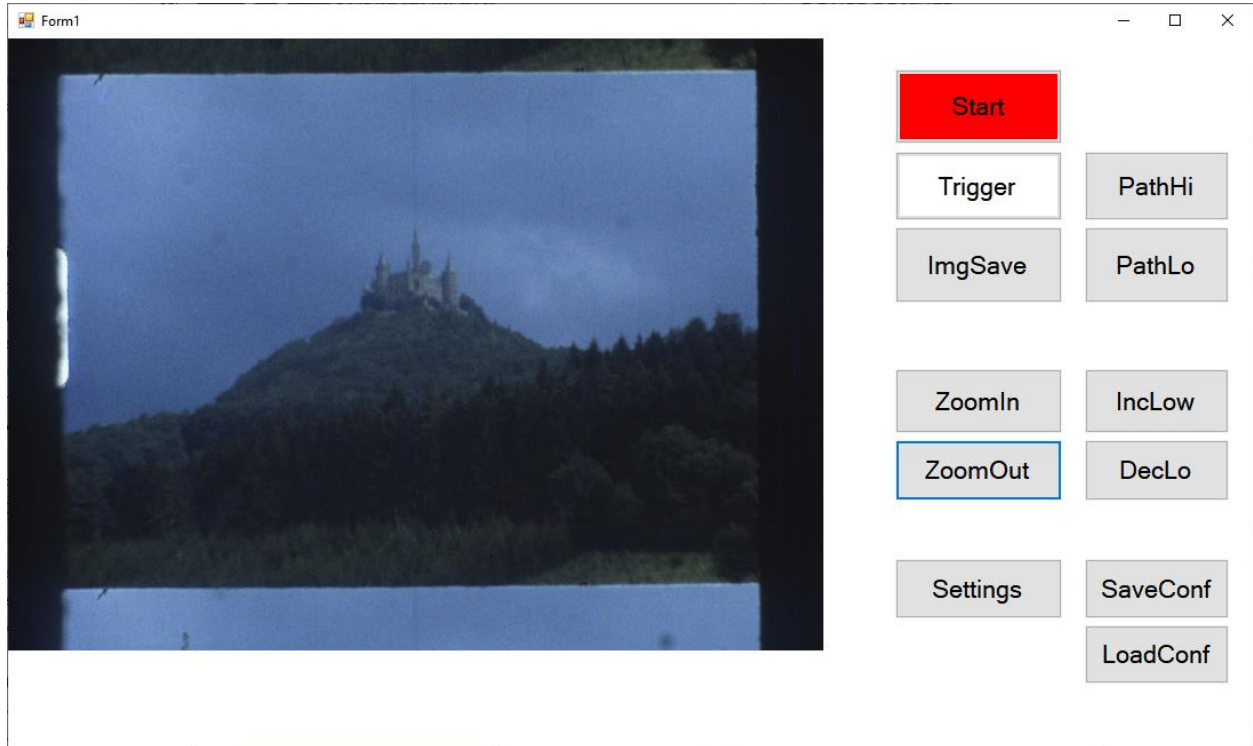 Form1
Start
Trigger
PathHi
ImgSave
PathLo
ZoomIn
IncLow
ZoomOut
DecLo
Settings
SaveConf
LoadConf